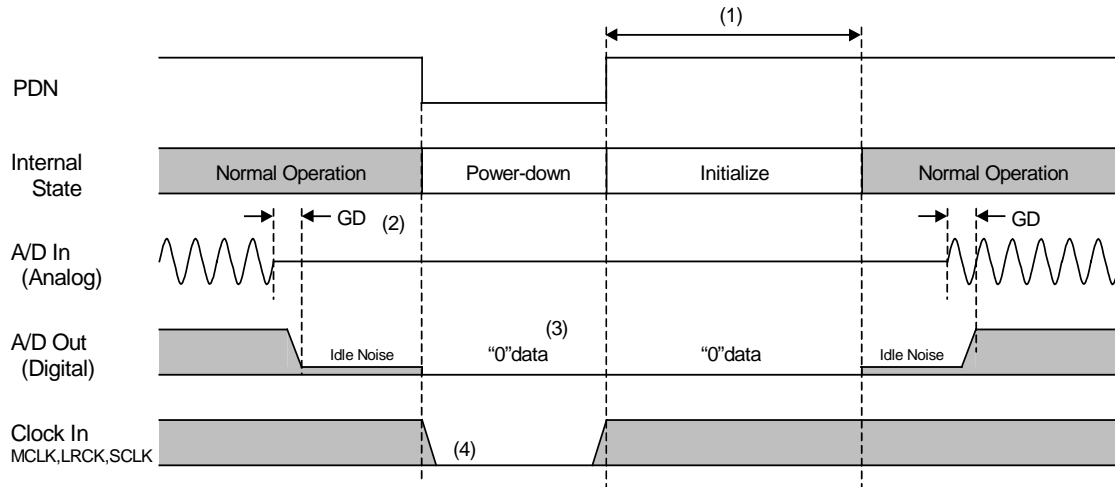 (1)
PDN
Internal
State
Normal Operation
Power-down
Initialize
Normal Operation
GD
(2)
GD
A/D In
(Analog)
A/D Out
(Digital)
Idle Noise
(3)
“0”data
“0”data
Idle Noise
Clock In
MCLK,LRCK,SCLK
(4)